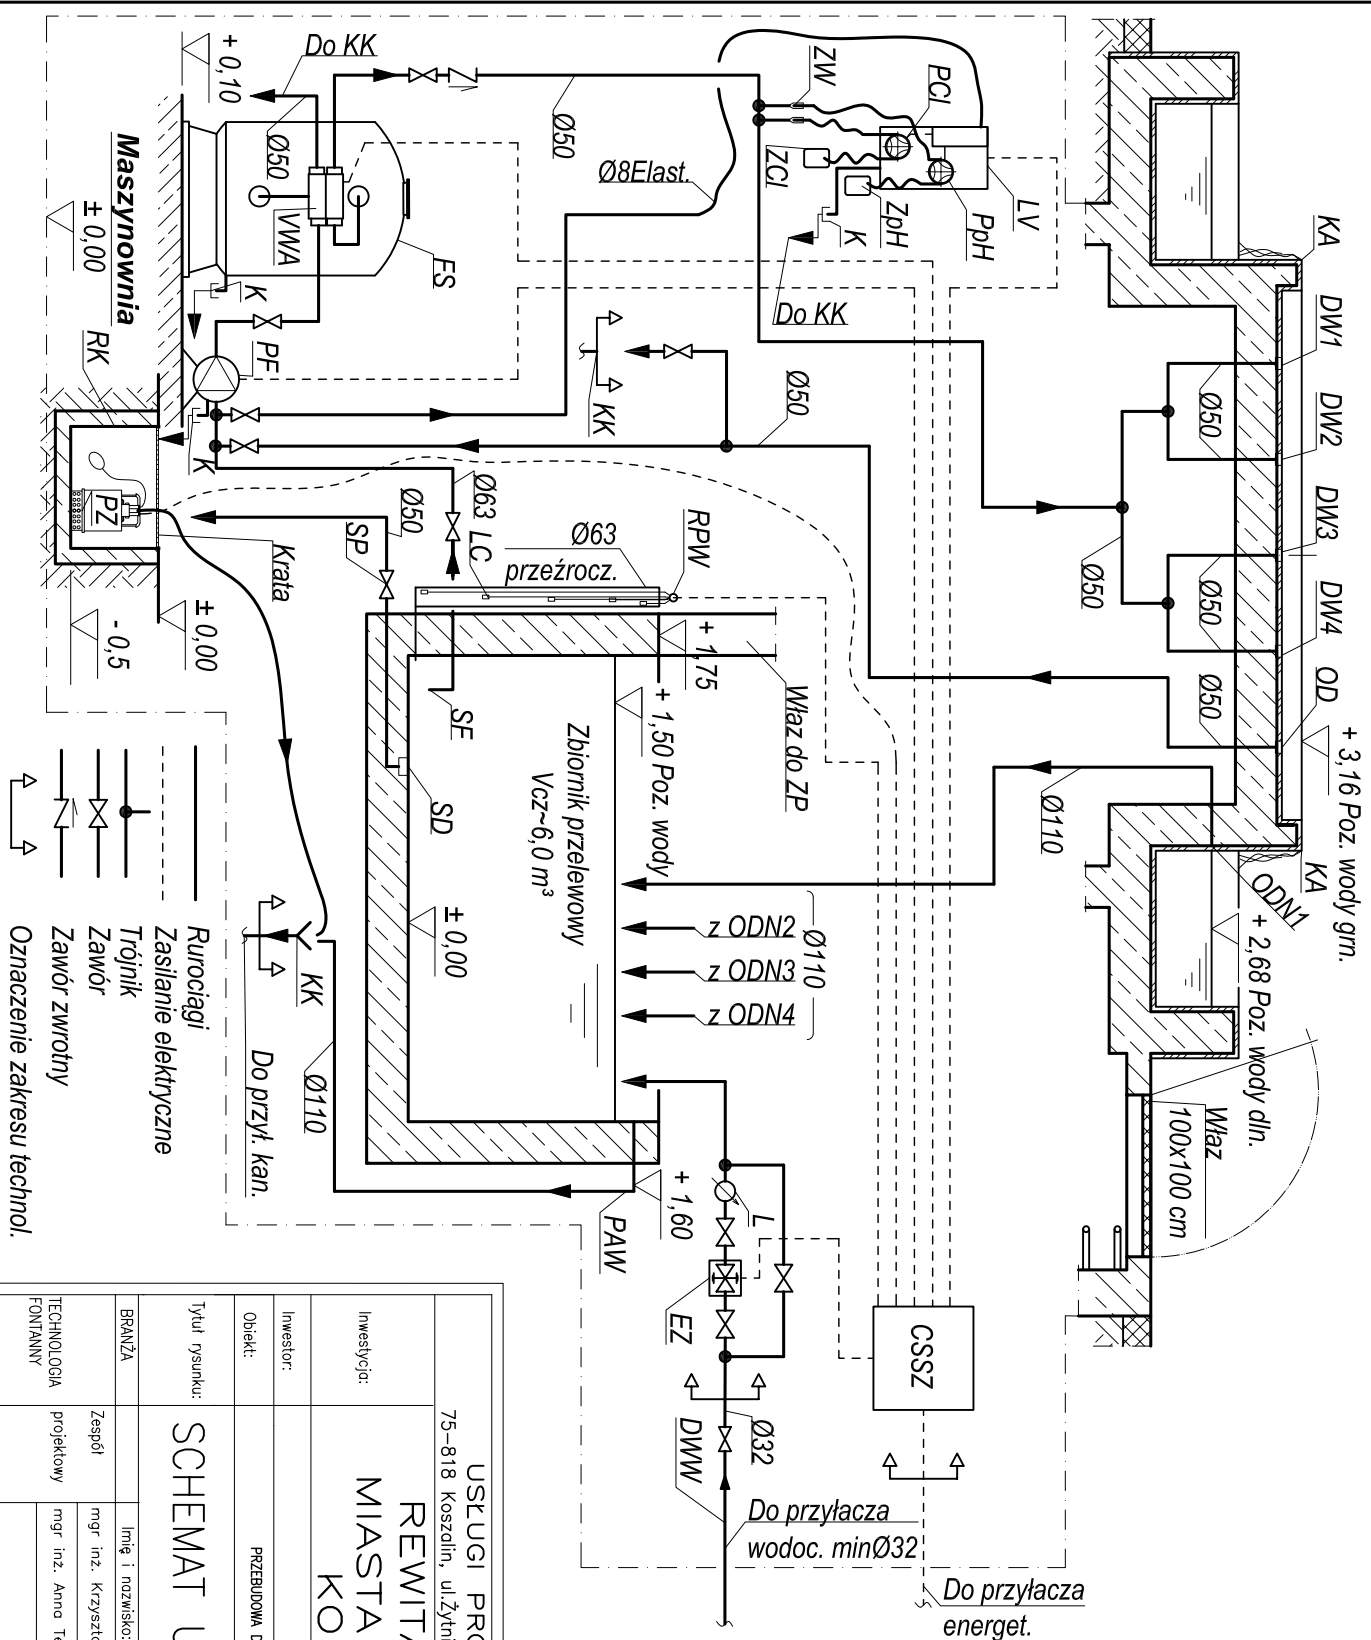 Do KK
+ 0,10
Ø50
Maszynownia
± 0,00
VWA
FS
K
PF
RK
K
PZ
Krata
± 0,00
- 0,5
Ø50
Ø8Elast.
ZW
PCl
ZCl
ZpH
PpH
LV
K
Do KK
KK
Ø50
Ø63
LC
Ø50
SP
Ø63
przeźrocz.
RPW
SF
SD
+ 1,75
+ 1,50 Poz. wody
Właz do ZP
Zbiornik przelewowy
Vcz~6,0 m³
± 0,00
KA
DW1
DW2
DW3
DW4
OD
Ø50
Ø50
Ø50
Ø50
+ 3,16 Poz. wody grn.
KA
ODN1
Ø110
+ 2,68 Poz. wody dln.
Właz
100x100 cm
z ODN2
z ODN3
z ODN4
Ø110
+ 1,60
PAW
L
EZ
CSSZ
Ø32
DWW
Do przyłacza
wodoc. minØ32
Do przyłacza
energet.
KK
Do przył. kan.
Ø110
Rurociągi
Zasilanie elektryczne
Trójnik
Zawór
Zawór zwrotny
Oznaczenie zakresu technol.
USŁUGI PRO
75-818 Koszalin, ul.Żytni
Inwestycja:
REWITA
MIASTA
KO
Inwestor:
Obiekt:
PRZEBUDOWA D
Tytuł rysunku:
SCHEMAT U
BRANŻA
Imię i nazwisko:
TECHNOLOGIA
FONTANNY
Zespół
projektowy
mgr inż. Krzyszto
mgr inż. Anna Te